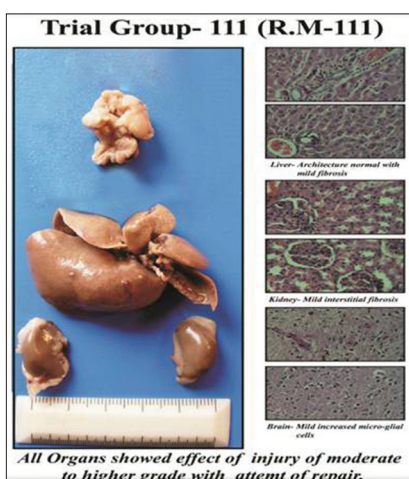 Trial Group- 111 (R.M-111)
Liver- Architecture normal with
mild fibrosis
Kidney- Mild interstitial fibrosis
Brain- Mild increased micro-glial
cells
All Organs showed effect of injury of moderate
to higher grade with attemt of repair.